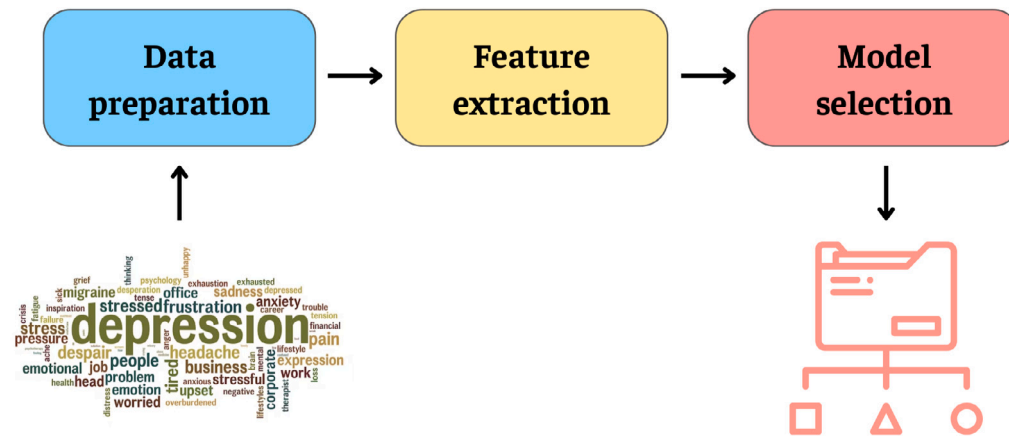 Data
preparation
Feature
extraction
Model
selection
unhappy
thinking
grief
psychology
exhaustion
exhausted
sick
migraine
desperation
office
sadness
depressed
tense
crisis
fatigue
inspiration
stressed
frustration
anxiety
trouble
career
failure
tension
stress
depression
financial
pressure
anger
pain
ache
despair
people
headache
brain
mental
lifestyle
expression
emotional
job
tired
business
corporate
work
loss
health
head
problem
anxious
stressful
therapist
distress
emotion
upset
negative
lifestyles
worried
overburdened